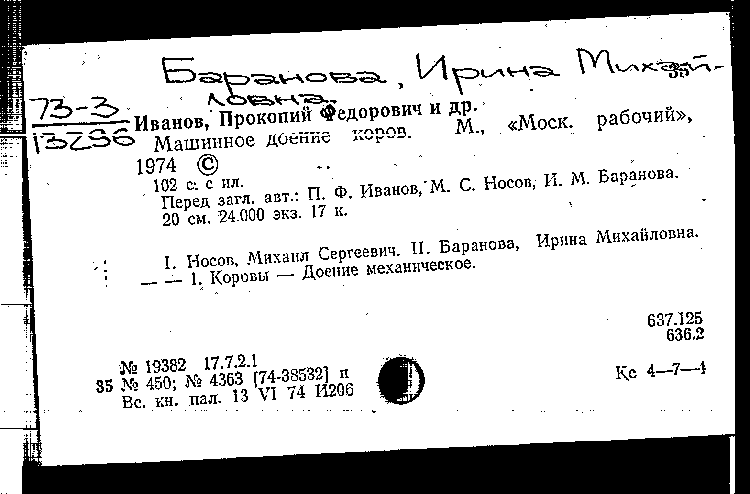 Баранова, Ирина Михай-
ловна.
73-3
13296
Иванов, Прокопий Федорович и др.
Машинное доение коров. М., «Моск. рабочий»,
1974 ©
102 с. с ил.
Перед загл. авт.: П. Ф. Иванов, М. С. Носов, И. М. Баранова.
20 см. 24.000 экз. 17 к.
I. Носов, Михаил Сергеевич. II. Баранова, Ирина Михайловна.
— — 1. Коровы — Доение механическое.
637.125
636.2
№ 19382 17.7.2.1
35 № 450; № 4363 [74-38532] п
Вс. кн. пал. 13 VI 74 И206
Кс 4—7—1